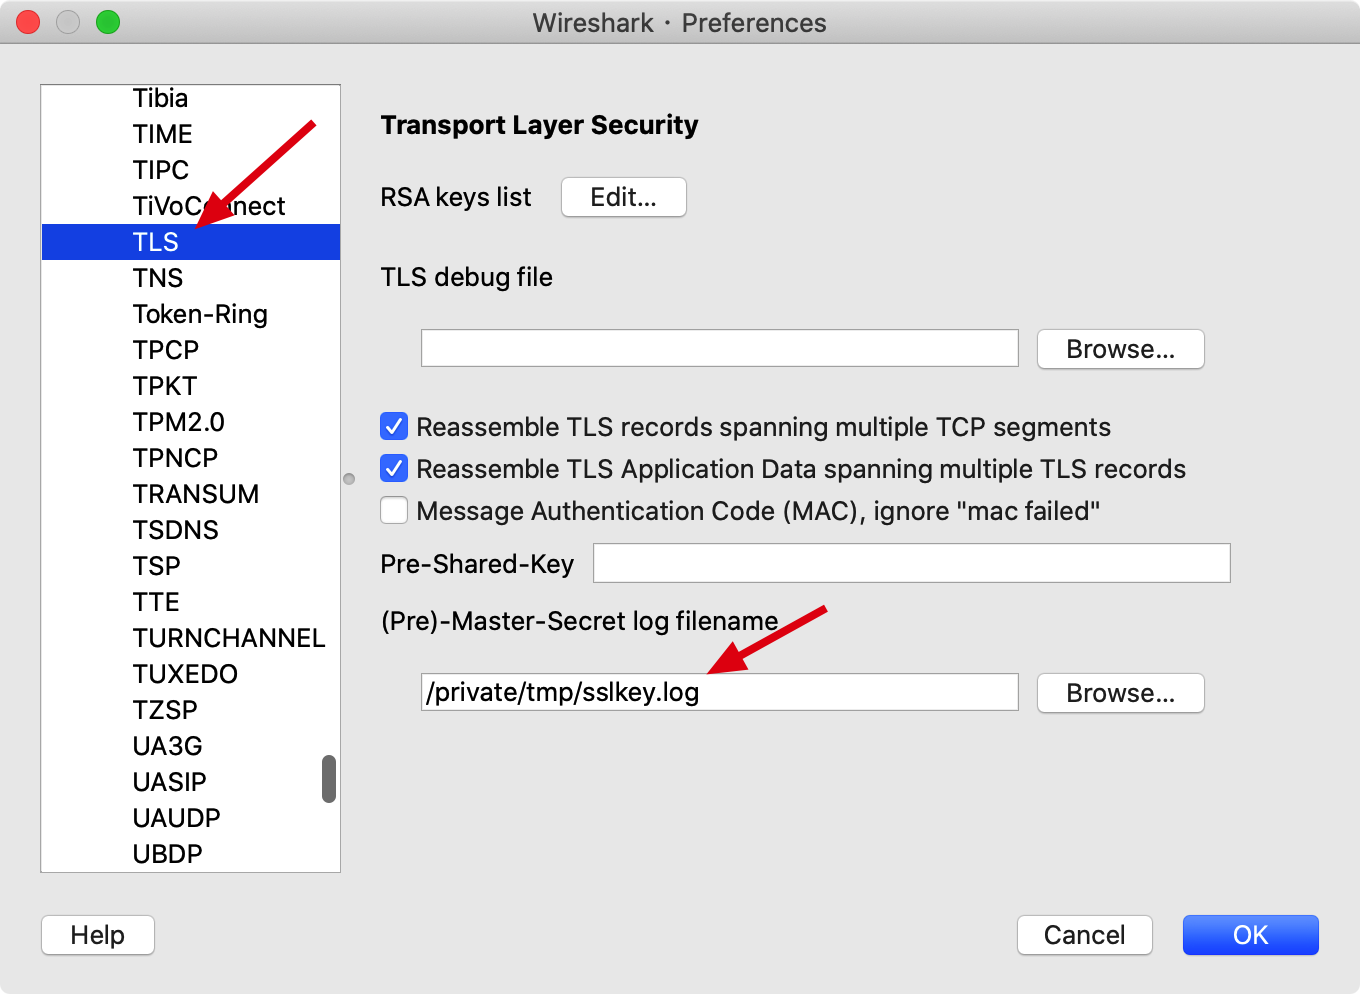 Wireshark · Preferences
Tibia
TIME
TIPC
TiVoConnect
TLS
TNS
Token-Ring
TPCP
TPKT
TPM2.0
TPNCP
TRANSUM
TSDNS
TSP
TTE
TURNCHANNEL
TUXEDO
TZSP
UA3G
UASIP
UAUDP
UBDP
Transport Layer Security
RSA keys list Edit...
TLS debug file
Browse...
Reassemble TLS records spanning multiple TCP segments
Reassemble TLS Application Data spanning multiple TLS records
Message Authentication Code (MAC), ignore "mac failed"
Pre-Shared-Key
(Pre)-Master-Secret log filename
/private/tmp/sslkey.log Browse...
Help Cancel OK